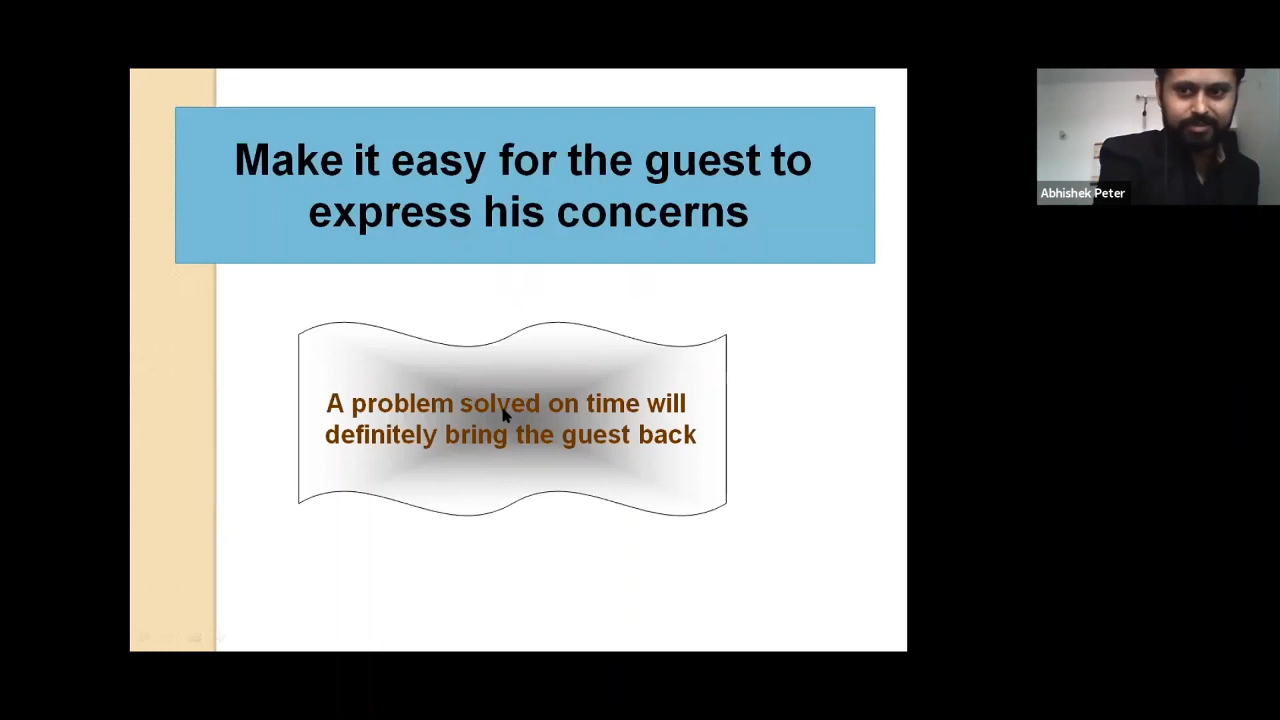 Make it easy for the guest to
express his concerns
A problem solved on time will
definitely bring the guest back
Abhishek Peter